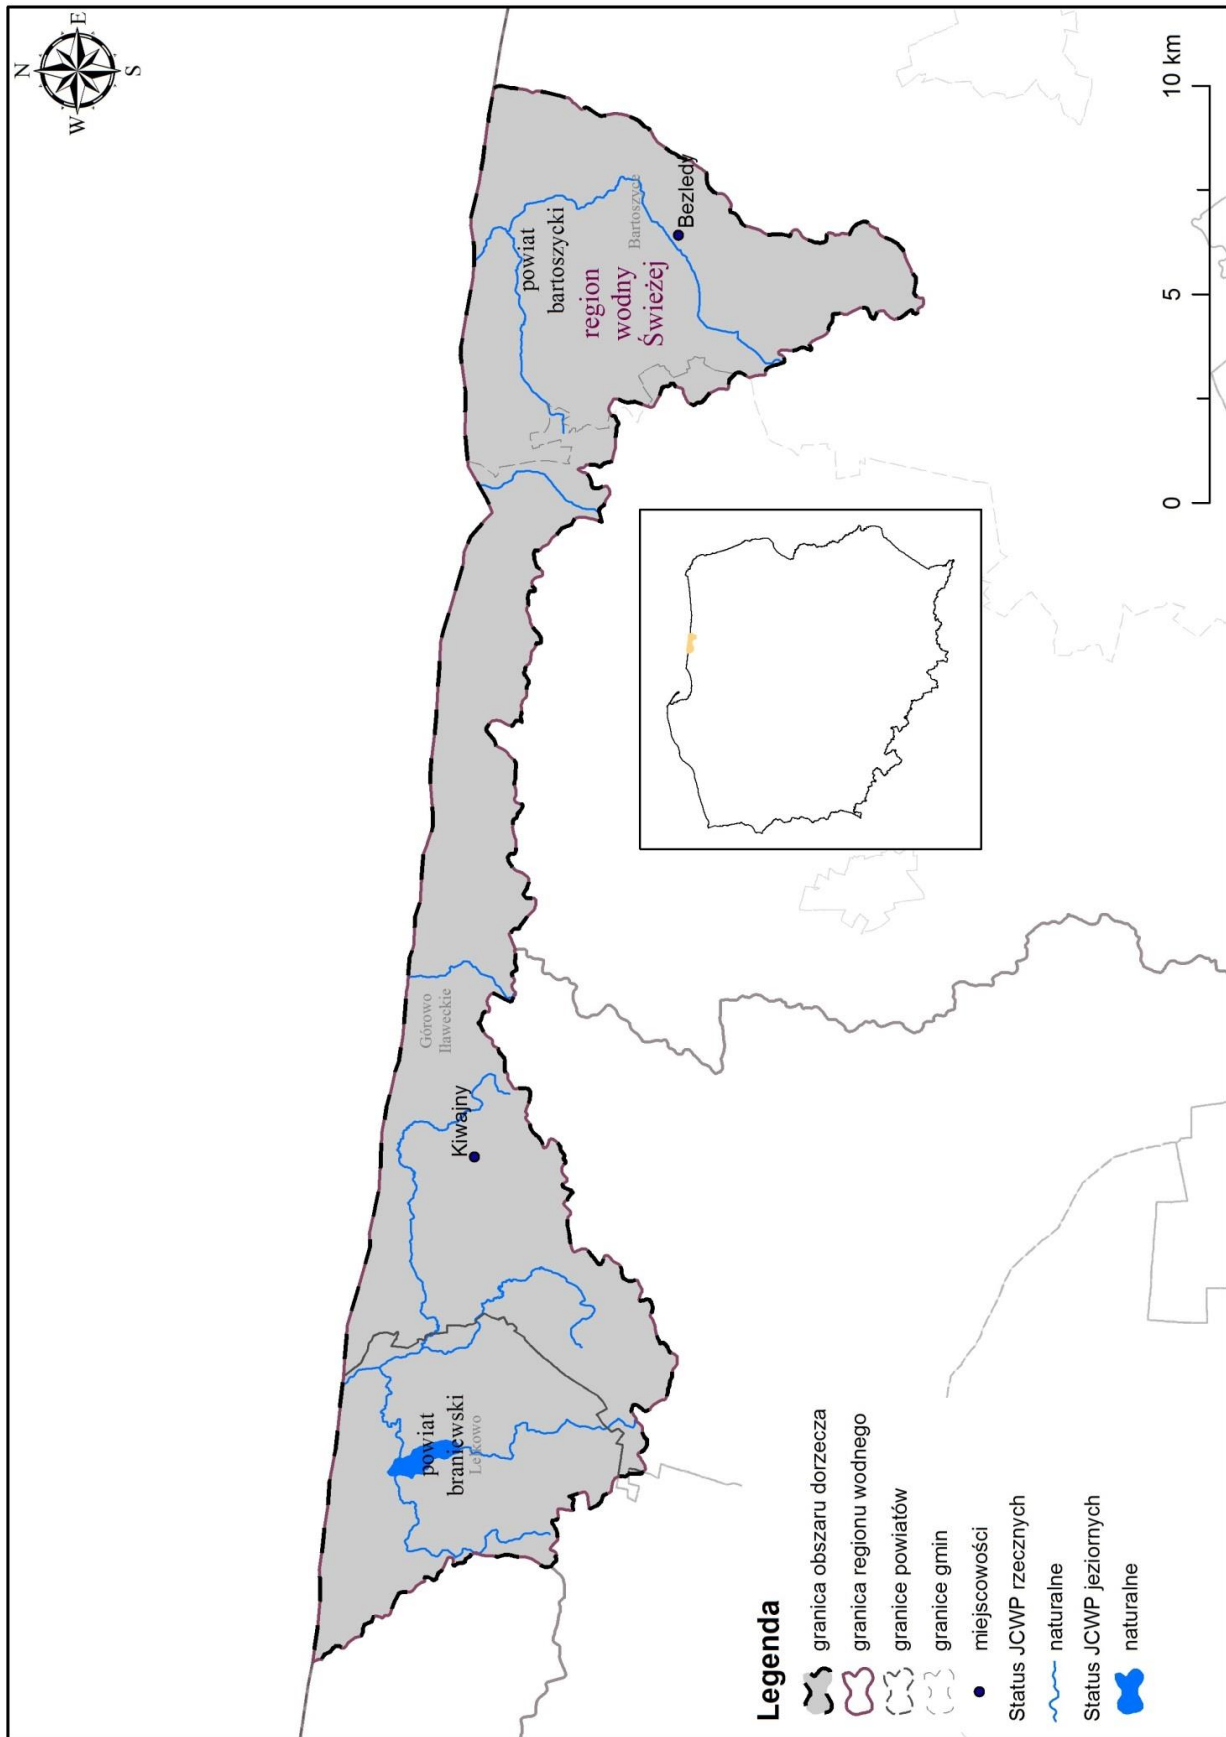 N
W
E
S
powiat
bartoszycki
region
wodny
Świeżej
Bartoszyce
Bezledy
Górowo
Iławeckie
Kiwajny
powiat
braniewski
Lelkowo
Legenda
granica obszaru dorzecza
granica regionu wodnego
granice powiatów
granice gmin
miejscowości
Status JCWP rzecznych
naturalne
Status JCWP jeziornych
naturalne
0 5 10 km